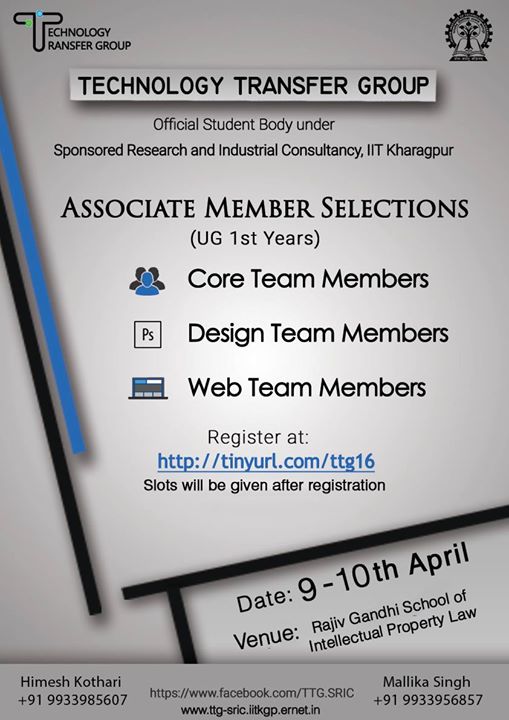 TECHNOLOGY
TRANSFER GROUP
TECHNOLOGY TRANSFER GROUP
Official Student Body under
Sponsored Research and Industrial Consultancy, IIT Kharagpur
ASSOCIATE MEMBER SELECTIONS
(UG 1st Years)
Core Team Members
Ps
Design Team Members
Web Team Members
Register at:
http://tinyurl.com/ttg16
Slots will be given after registration
Date: 9-10th April
Venue: Rajiv Gandhi School of
Intellectual Property Law
Himesh Kothari
+91 9933985607
https://www.facebook.com/TTG.SRIC
www.ttg-sric.iitkgp.ernet.in
Mallika Singh
+91 9933956857